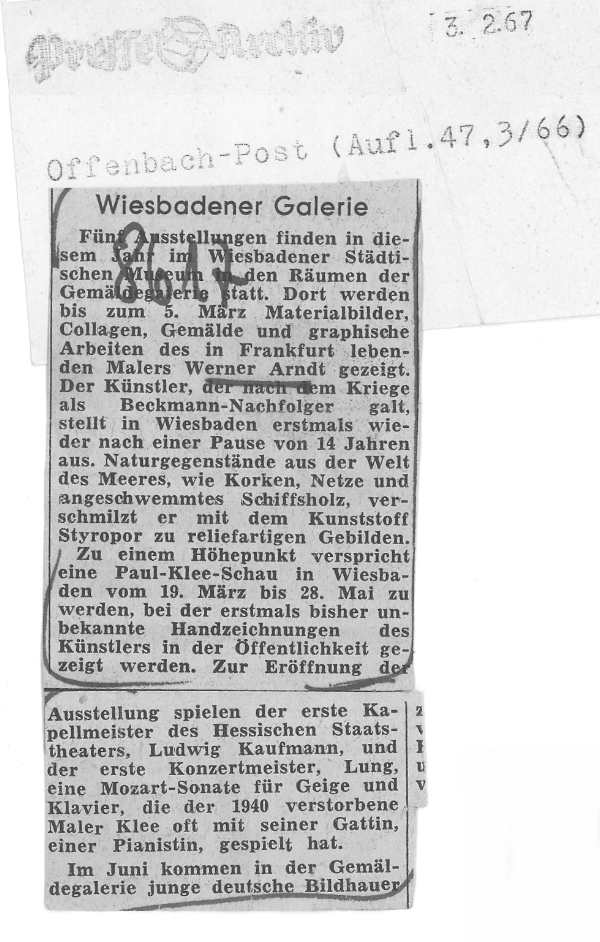 Presse Archiv
3. 2.67
Offenbach-Post (Aufl.47,3/66)
Wiesbadener Galerie
8617
Fünf Ausstellungen finden in die-
sem Jahr im Wiesbadener Städti-
schen Museum in den Räumen der
Gemäldegalerie statt. Dort werden
bis zum 5. März Materialbilder,
Collagen, Gemälde und graphische
Arbeiten des in Frankfurt leben-
den Malers Werner Arndt gezeigt.
Der Künstler, der nach dem Kriege
als Beckmann-Nachfolger galt,
stellt in Wiesbaden erstmals wie-
der nach einer Pause von 14 Jahren
aus. Naturgegenstände aus der Welt
des Meeres, wie Korken, Netze und
angeschwemmtes Schiffsholz, ver-
schmilzt er mit dem Kunststoff
Styropor zu reliefartigen Gebilden.
Zu einem Höhepunkt verspricht
eine Paul-Klee-Schau in Wiesba-
den vom 19. März bis 28. Mai zu
werden, bei der erstmals bisher un-
bekannte Handzeichnungen des
Künstlers in der Öffentlichkeit ge-
zeigt werden. Zur Eröffnung der
Ausstellung spielen der erste Ka-
pellmeister des Hessischen Staats-
theaters, Ludwig Kaufmann, und
der erste Konzertmeister, Lung,
eine Mozart-Sonate für Geige und
Klavier, die der 1940 verstorbene
Maler Klee oft mit seiner Gattin,
einer Pianistin, gespielt hat.
Im Juni kommen in der Gemäl-
degalerie junge deutsche Bildhauer